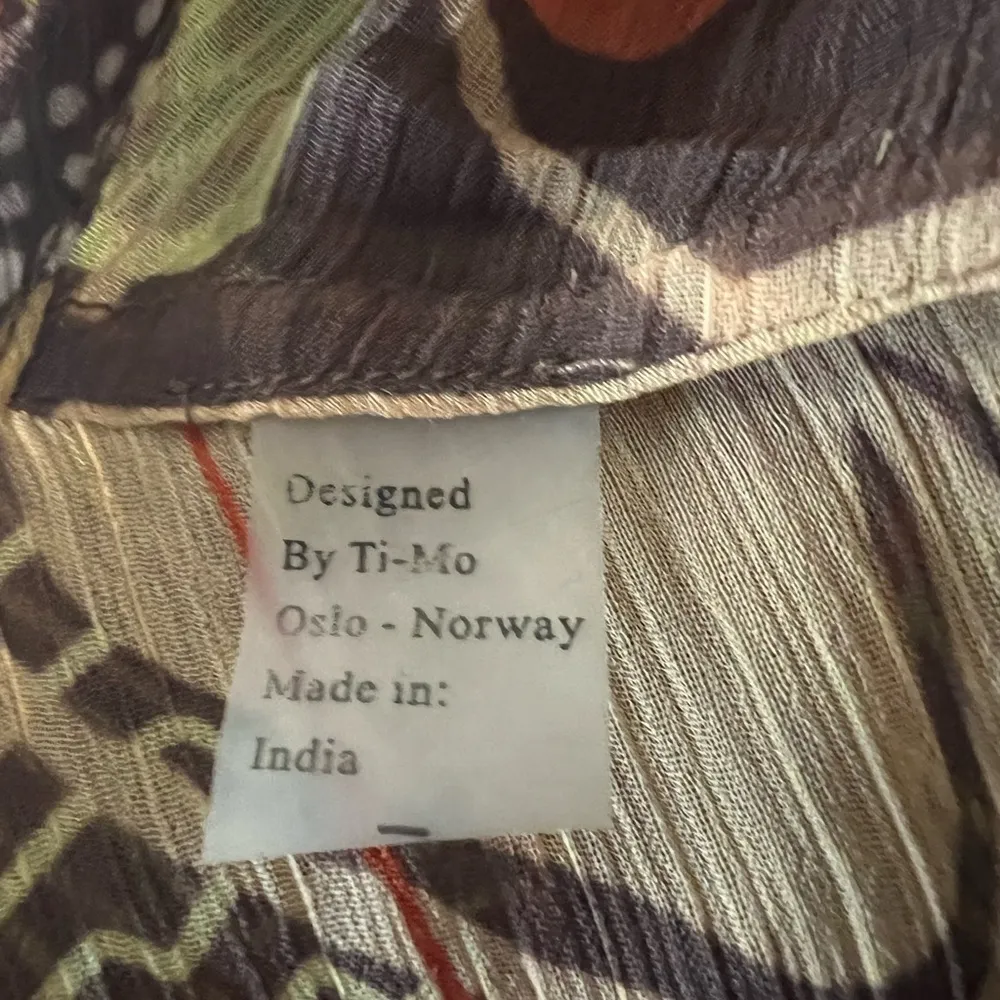 Designed
By Ti-Mo
Oslo - Norway
Made in:
India